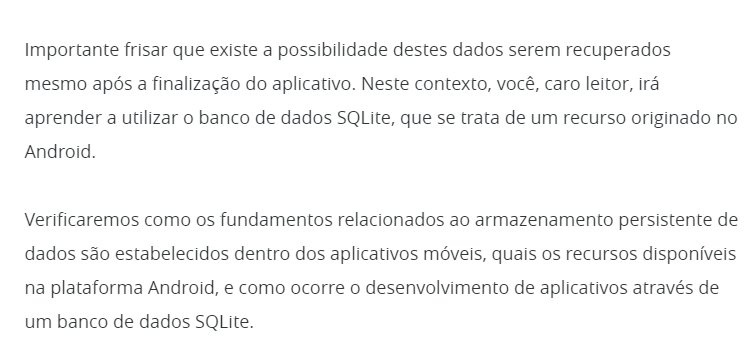 Importante frisar que existe a possibilidade destes dados serem recuperados
mesmo após a finalização do aplicativo. Neste contexto, você, caro leitor, irá
aprender a utilizar o banco de dados SQLite, que se trata de um recurso originado no
Android.
Verificaremos como os fundamentos relacionados ao armazenamento persistente de
dados são estabelecidos dentro dos aplicativos móveis, quais os recursos disponíveis
na plataforma Android, e como ocorre o desenvolvimento de aplicativos através de
um banco de dados SQLite.